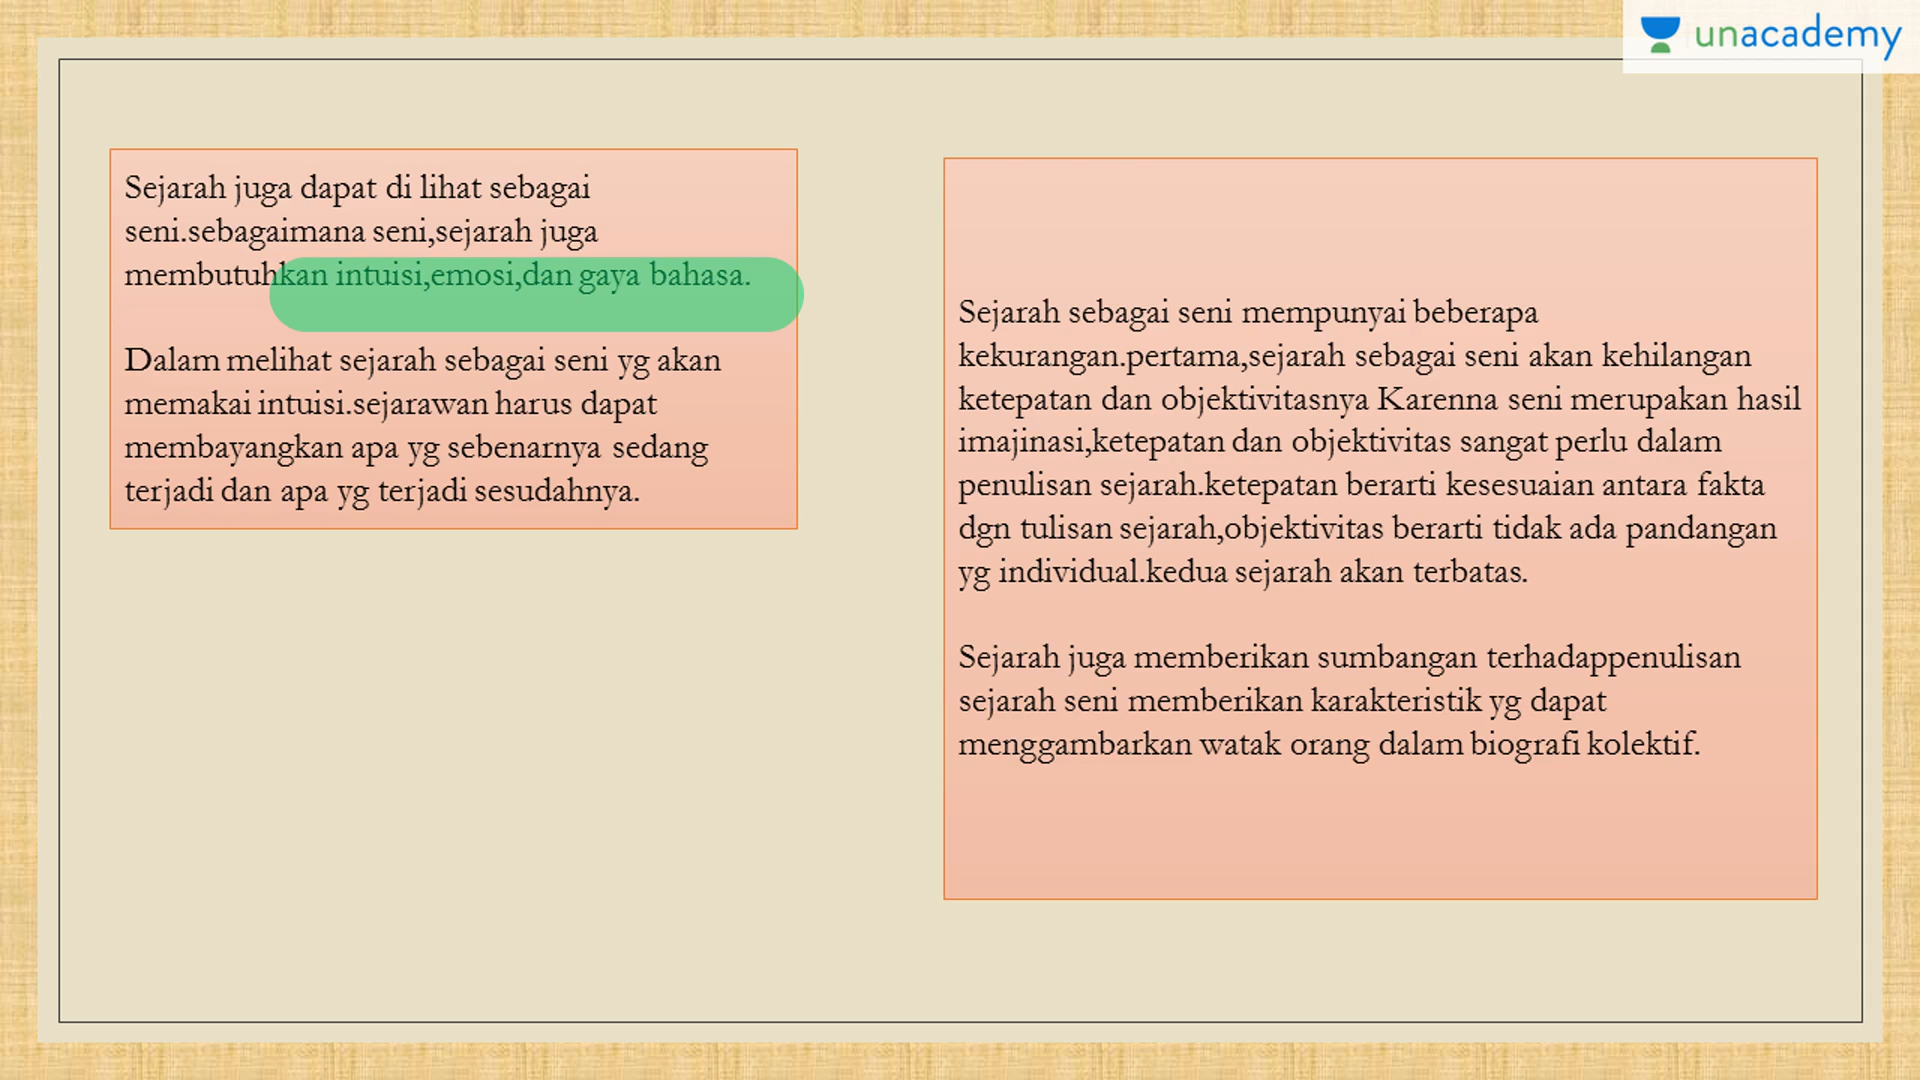 unacademy
Sejarah juga dapat di lihat sebagai
seni.sebagaimana seni,sejarah juga
membutuhkan intuisi,emosi,dan gaya bahasa.
Dalam melihat sejarah sebagai seni yg akan
memakai intuisi.sejarawan harus dapat
membayangkan apa yg sebenarnya sedang
terjadi dan apa yg terjadi sesudahnya.
Sejarah sebagai seni mempunyai beberapa
kekurangan.pertama,sejarah sebagai seni akan kehilangan
ketepatan dan objektivitasnya Karenna seni merupakan hasil
imajinasi,ketepatan dan objektivitas sangat perlu dalam
penulisan sejarah.ketepatan berarti kesesuaian antara fakta
dgn tulisan sejarah,objektivitas berarti tidak ada pandangan
yg individual.kedua sejarah akan terbatas.
Sejarah juga memberikan sumbangan terhadappenulisan
sejarah seni memberikan karakteristik yg dapat
menggambarkan watak orang dalam biografi kolektif.